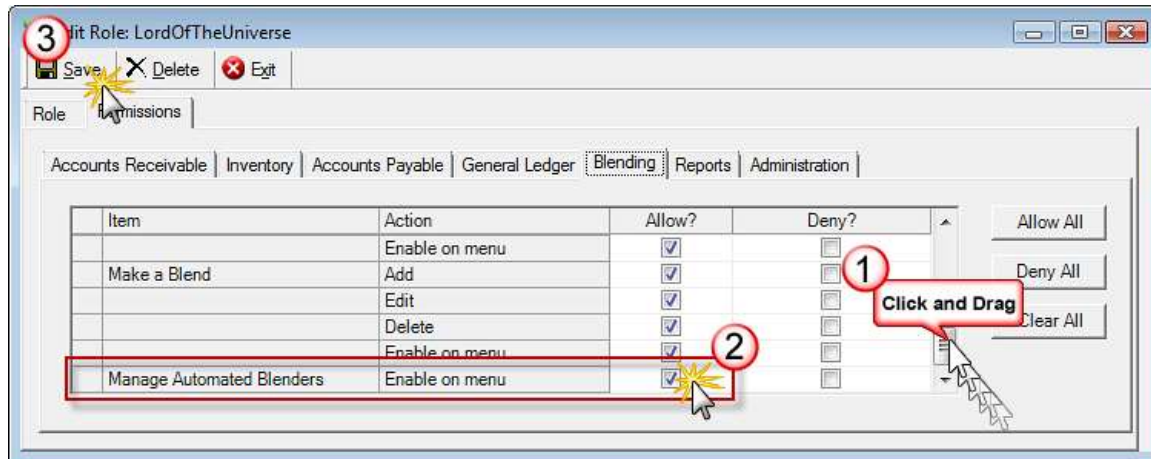 dit Role: LordOfTheUniverse
3
Save Delete Exit
Role Permissions
Accounts Receivable Inventory Accounts Payable General Ledger Blending Reports Administration
Item Action Allow? Deny? Allow All
Enable on menu
Make a Blend Add 1 Deny All
Edit Click and Drag
Delete Clear All
Enable on menu 2
Manage Automated Blenders Enable on menu